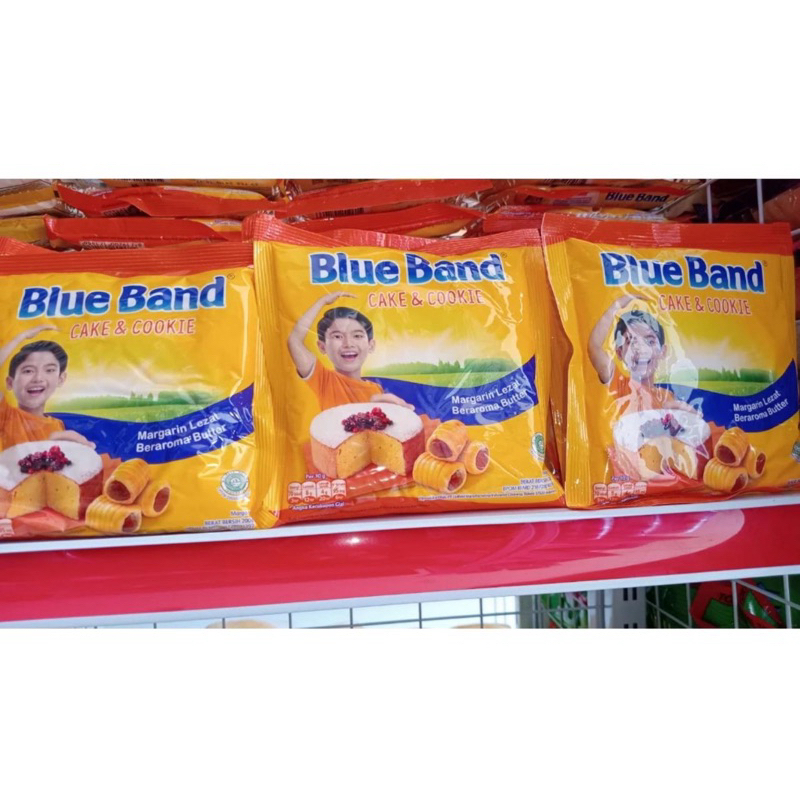 Blue Band
Blue Band
CAKE & COOKIE
Margarin Lezat
Beraroma Butter
Blue Band
CAKE & COOKIE
Margarin Lezat
Beraroma Butter
Blue Band
CAKE & COOKIE
Margarin Lezat
Beraroma Butter